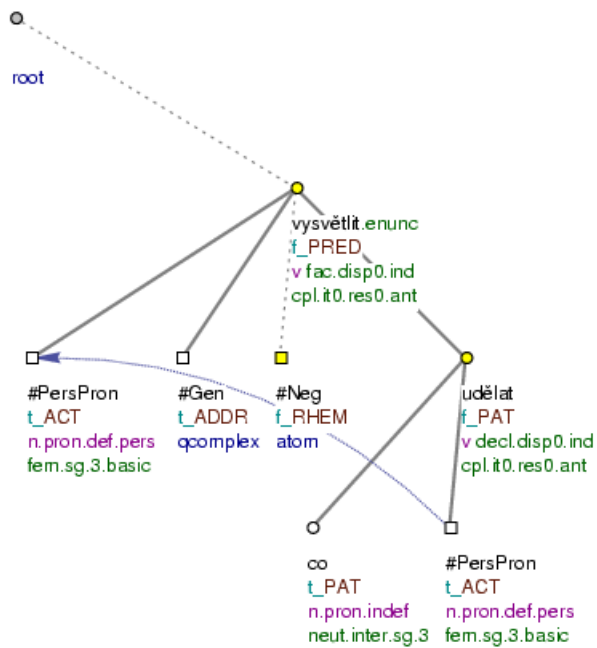 root
vysvětlit.enunc
f_PRED
v fac.disp0.ind
cpl.it0.res0.ant
#PersPron
t_ACT
n.pron.def.pers
fem.sg.3.basic
#Gen
t_ADDR
qcomplex
#Neg
f_RHEM
atom
udělat
f_PAT
v decl.disp0.ind
cpl.it0.res0.ant
co
t_PAT
n.pron.indef
neut.inter.sg.3
#PersPron
t_ACT
n.pron.def.pers
fem.sg.3.basic